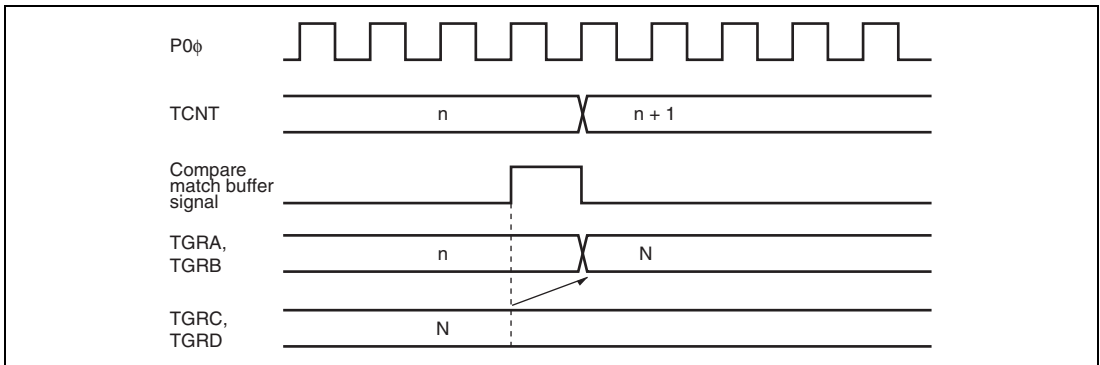 P0ϕ
TCNT
n
n + 1
Compare
match buffer
signal
TGRA,
TGRB
n
N
TGRC,
TGRD
N